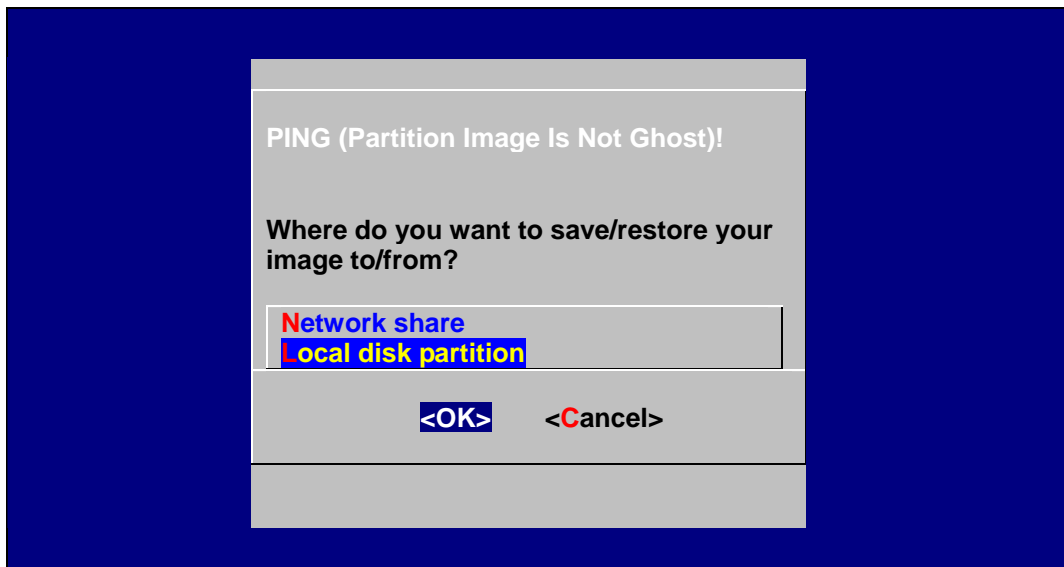 PING (Partition Image Is Not Ghost)!
Where do you want to save/restore your
image to/from?
Network share
Local disk partition
<OK> <Cancel>